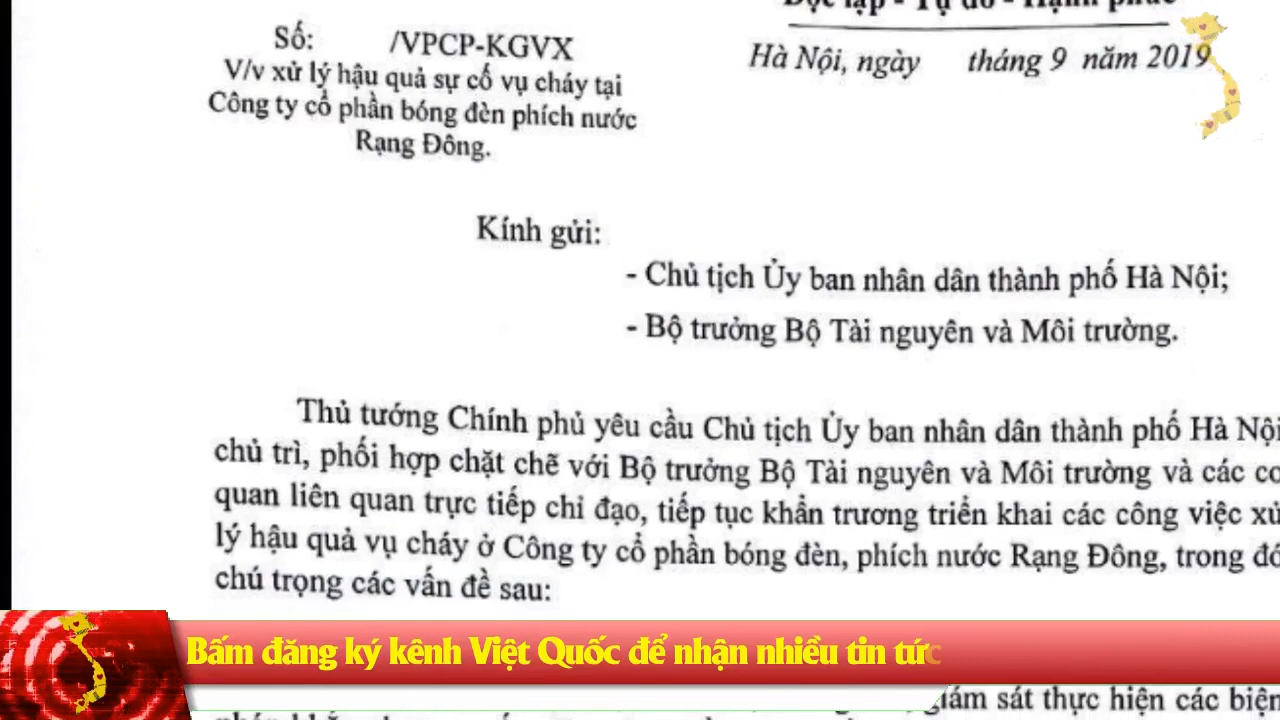 Độc lập - Tự do - Hạnh phúc
Số: /VPCP-KGVX
Hà Nội, ngày tháng 9 năm 2019
V/v xử lý hậu quả sự cố vụ cháy tại
Công ty cổ phần bóng đèn phích nước
Rạng Đông.
Kính gửi:
- Chủ tịch Ủy ban nhân dân thành phố Hà Nội;
- Bộ trưởng Bộ Tài nguyên và Môi trường.
Thủ tướng Chính phủ yêu cầu Chủ tịch Ủy ban nhân dân thành phố Hà Nội
chủ trì, phối hợp chặt chẽ với Bộ trưởng Bộ Tài nguyên và Môi trường và các cơ
quan liên quan trực tiếp chỉ đạo, tiếp tục khẩn trương triển khai các công việc xử
lý hậu quả vụ cháy ở Công ty cổ phần bóng đèn, phích nước Rạng Đông, trong đó
chú trọng các vấn đề sau:
Bấm đăng ký kênh Việt Quốc để nhận nhiều tin tức
giám sát thực hiện các biện